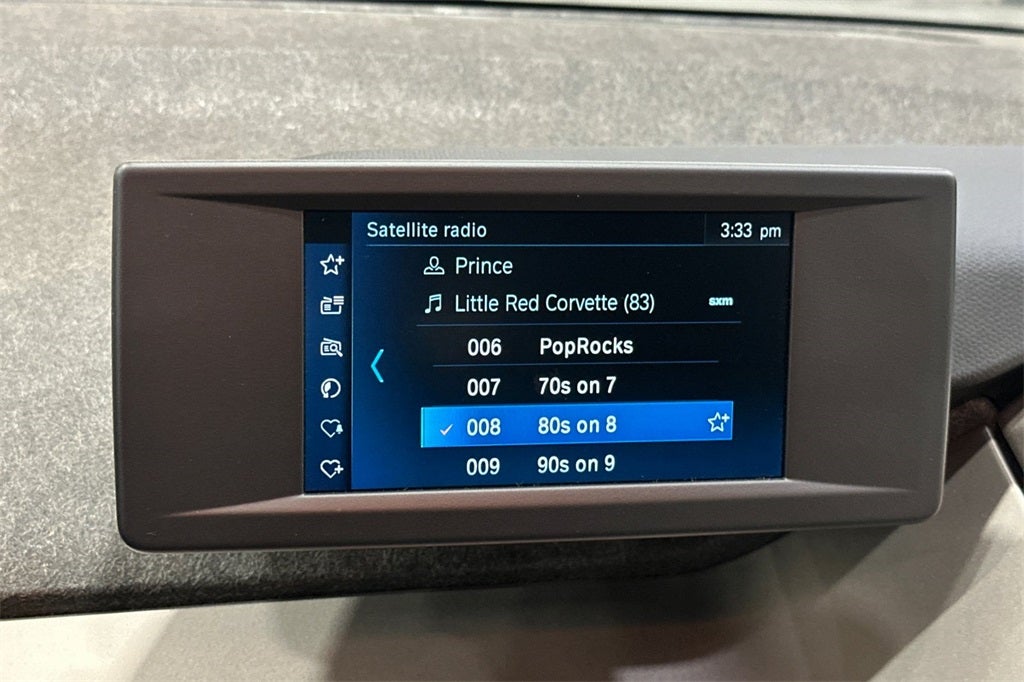 Satellite radio 3:33 pm
Prince
Little Red Corvette (83) sxm
006 PopRocks
007 70s on 7
008 80s on 8
009 90s on 9